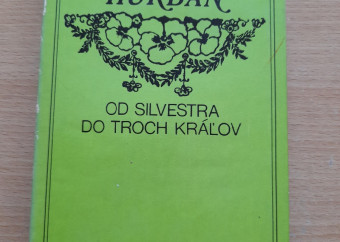 HURBAN
OD SILVESTRA
DO TROCH KRÁĽOV